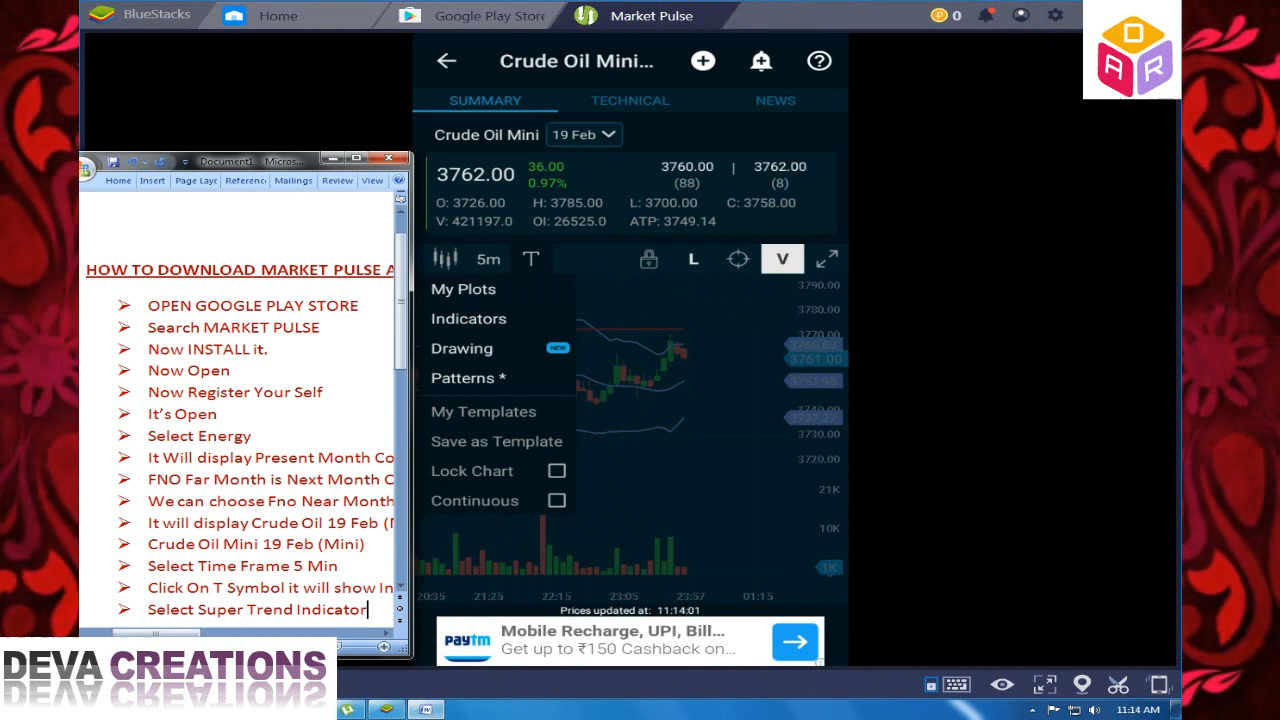 BlueStacks
Home
Google Play Store
Market Pulse
P 0
D
A R
Crude Oil Mini...
SUMMARY TECHNICAL NEWS
Crude Oil Mini 19 Feb
3762.00
36.00
0.97%
3760.00 | 3762.00
(88) (8)
O: 3726.00 H: 3785.00 L: 3700.00 C: 3758.00
V: 421197.0 OI: 26525.0 ATP: 3749.14
5m T L V
My Plots
Indicators
Drawing NEW
Patterns *
My Templates
Save as Template
Lock Chart
Continuous
3790.00
3780.00
3770.00
3761.00
3730.00
3720.00
21K
10K
1K
20:35 21:25 22:15 23:05 23:57 01:15
Prices updated at: 11:14:01
paytm
Mobile Recharge, UPI, Bill...
Get up to ₹150 Cashback on...
Document1 Micros...
Home Insert Page Layo Referenc Mailings Review View
HOW TO DOWNLOAD MARKET PULSE A
OPEN GOOGLE PLAY STORE
Search MARKET PULSE
Now INSTALL it.
Now Open
Now Register Your Self
It's Open
Select Energy
It Will display Present Month Co
FNO Far Month is Next Month C
We can choose Fno Near Month
It will display Crude Oil 19 Feb (
Crude Oil Mini 19 Feb (Mini)
Select Time Frame 5 Min
Click On T Symbol it will show In
Select Super Trend Indicator
DEVA CREATIONS
11:14 AM